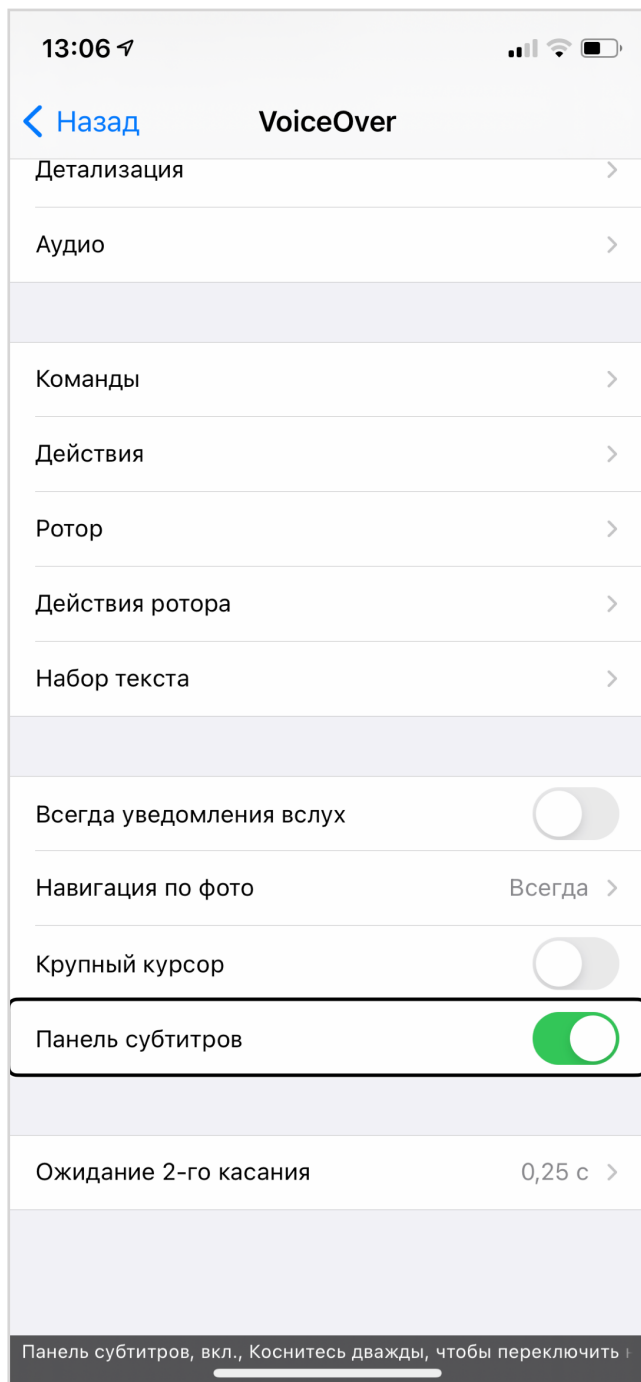 13:06
Назад VoiceOver
Детализация
Аудио
Команды
Действия
Ротор
Действия ротора
Набор текста
Всегда уведомления вслух
Навигация по фото Всегда
Крупный курсор
Панель субтитров
Ожидание 2-го касания 0,25 с
Панель субтитров, вкл., Коснитесь дважды, чтобы переключить